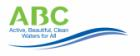 ABC
Active, Beautiful, Clean
Waters for All